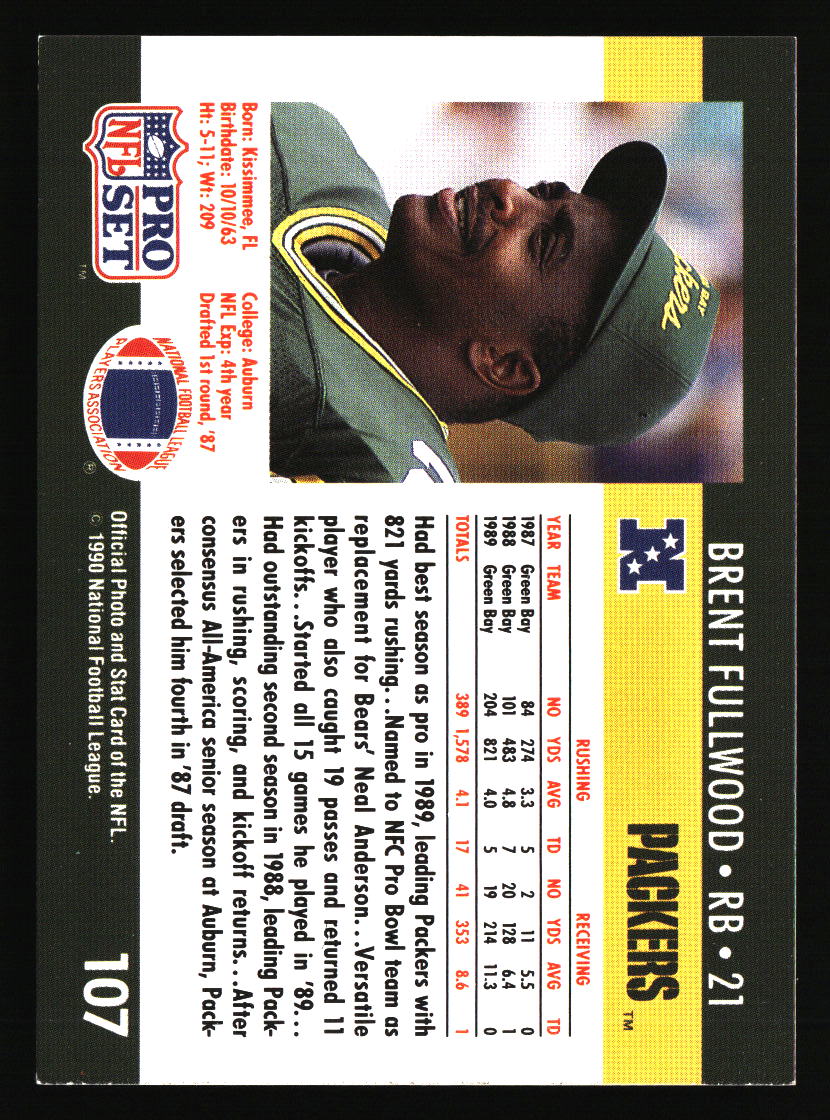 BRENT FULLWOOD • RB • 21
PACKERS™
N
RUSHING RECEIVING
YEAR TEAM NO YDS AVG TD NO YDS AVG TD
1987 Green Bay 84 274 3.3 5 2 11 5.5 0
1988 Green Bay 101 483 4.8 7 20 128 6.4 1
1989 Green Bay 204 821 4.0 5 19 214 11.3 0
TOTALS 389 1,578 4.1 17 41 353 8.6 1
Had best season as pro in 1989, leading Packers with
821 yards rushing...Named to NFC Pro Bowl team as
replacement for Bears' Neal Anderson...Versatile
player who also caught 19 passes and returned 11
kickoffs...Started all 15 games he played in '89...
Had outstanding second season in 1988, leading Pack-
ers in rushing, scoring, and kickoff returns...After
consensus All-America senior season at Auburn, Pack-
ers selected him fourth in '87 draft.
Born: Kissimmee, FL College: Auburn
Birthdate: 10/10/63 NFL Exp: 4th year
Ht: 5-11; Wt: 209 Drafted 1st round, '87
NFL PRO SET™
NATIONAL FOOTBALL LEAGUE
PLAYERS ASSOCIATION®
Official Photo and Stat Card of the NFL.
© 1990 National Football League.
107